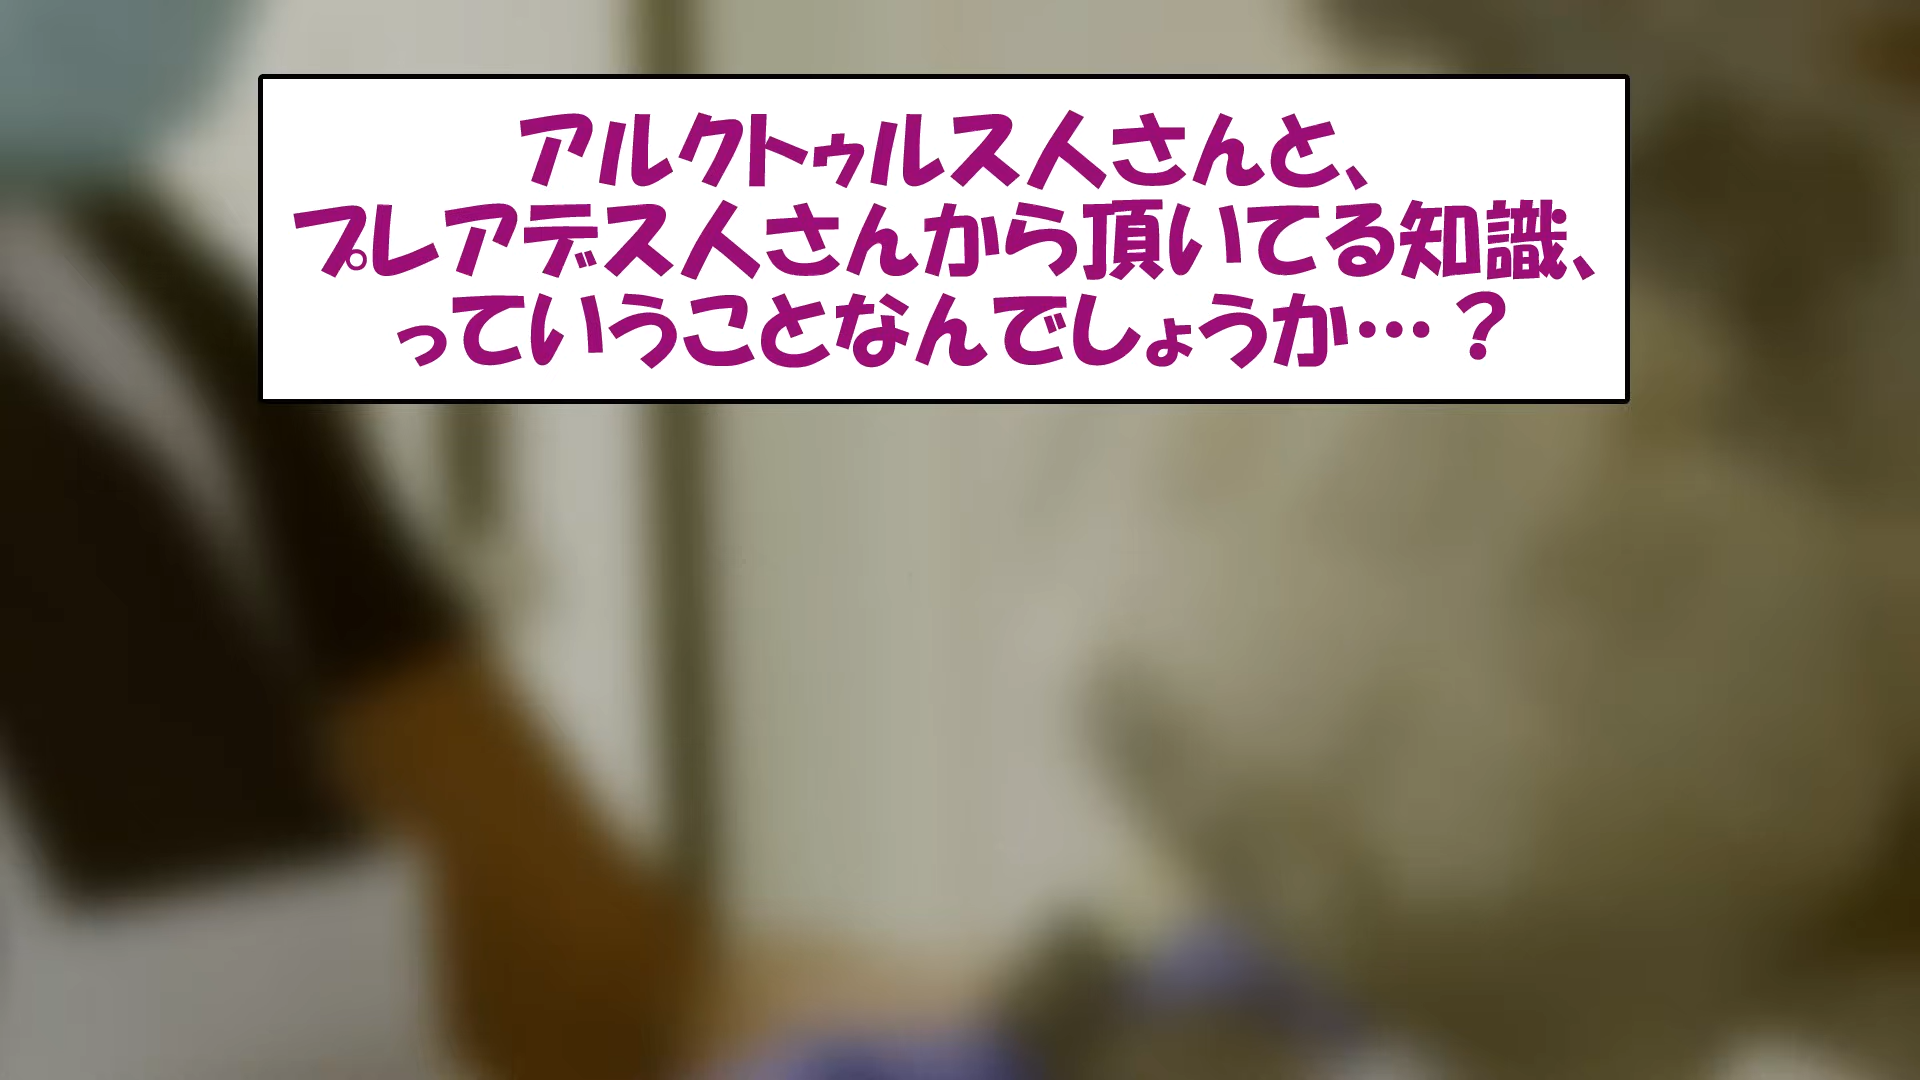 アルクトゥルス人さんと、
プレアデス人さんから頂いてる知識、
っていうことなんでしょうか…？